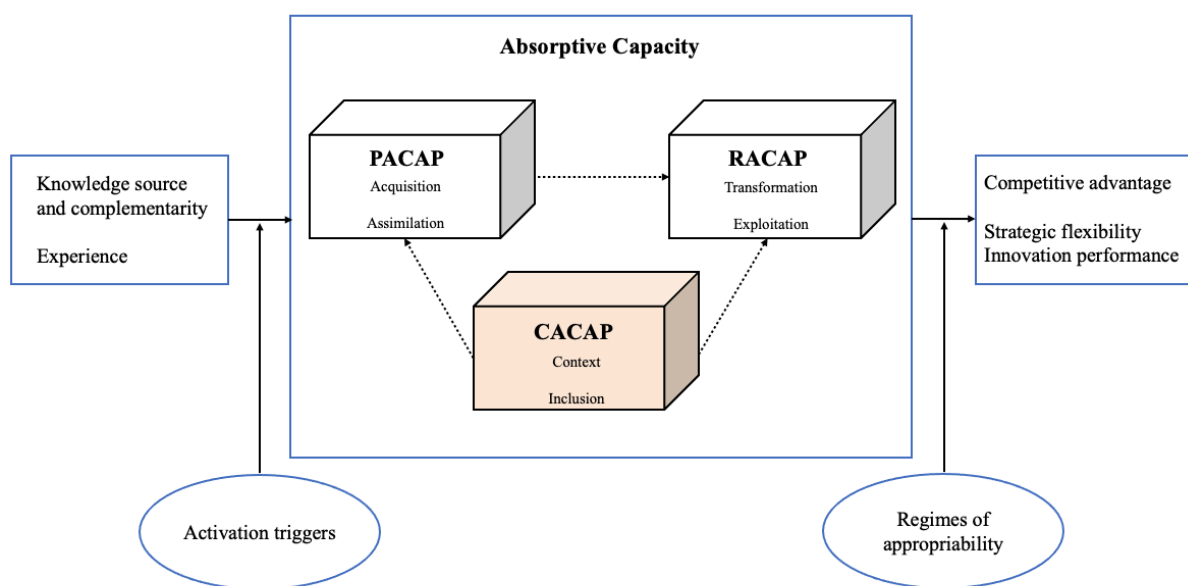 Absorptive Capacity
Knowledge source
and complementarity
Experience
PACAP
Acquisition
Assimilation
RACAP
Transformation
Exploitation
CACAP
Context
Inclusion
Competitive advantage
Strategic flexibility
Innovation performance
Activation triggers
Regimes of
appropriability